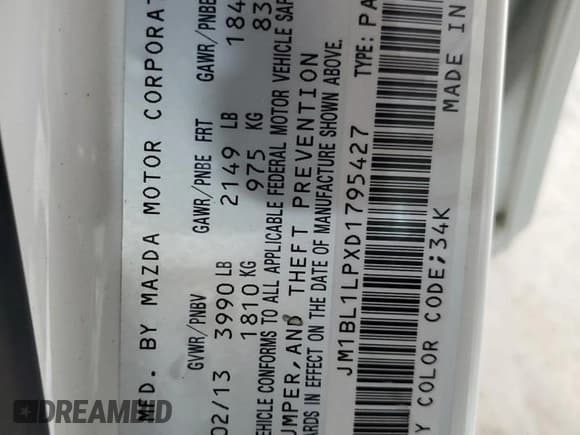 MFD. BY MAZDA MOTOR CORPORAT
GVWR/PNBV GAWR/PNBE FRT GAWR/PNBE
02/13 3990 LB 2149 LB 184
1810 KG 975 KG 83
EHICLE CONFORMS TO ALL APPLICABLE FEDERAL MOTOR VEHICLE SAF
UMPER, AND THEFT PREVENTION
ARDS IN EFFECT ON THE DATE OF MANUFACTURE SHOWN ABOVE.
JM1BL1LPXD1795427 TYPE: PA
Y COLOR CODE;34K MADE IN
DREAMBID